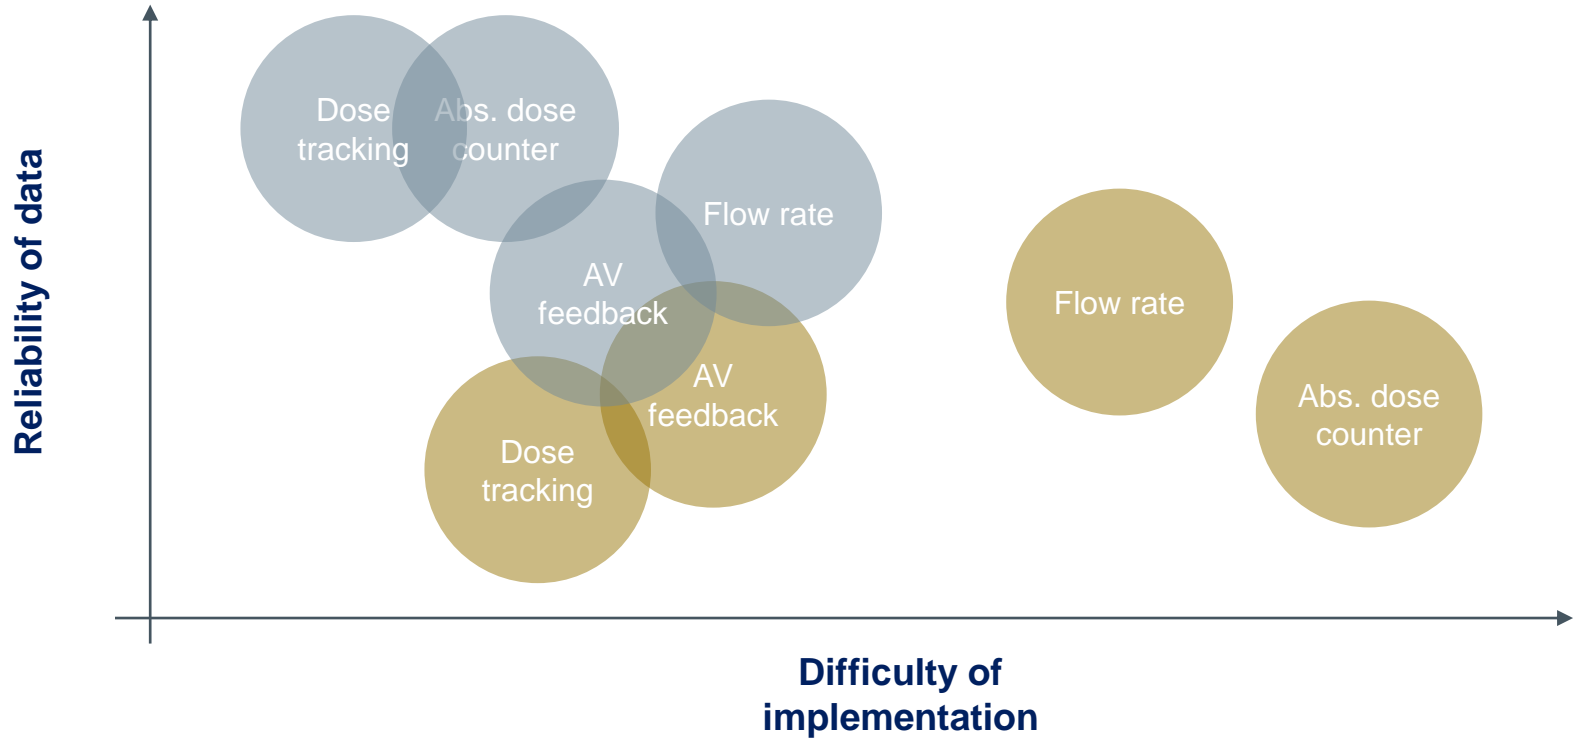 Reliability of data
Dose
tracking
Abs. dose
counter
Flow rate
AV
feedback
Flow rate
AV
feedback
Abs. dose
counter
Dose
tracking
Difficulty of
implementation